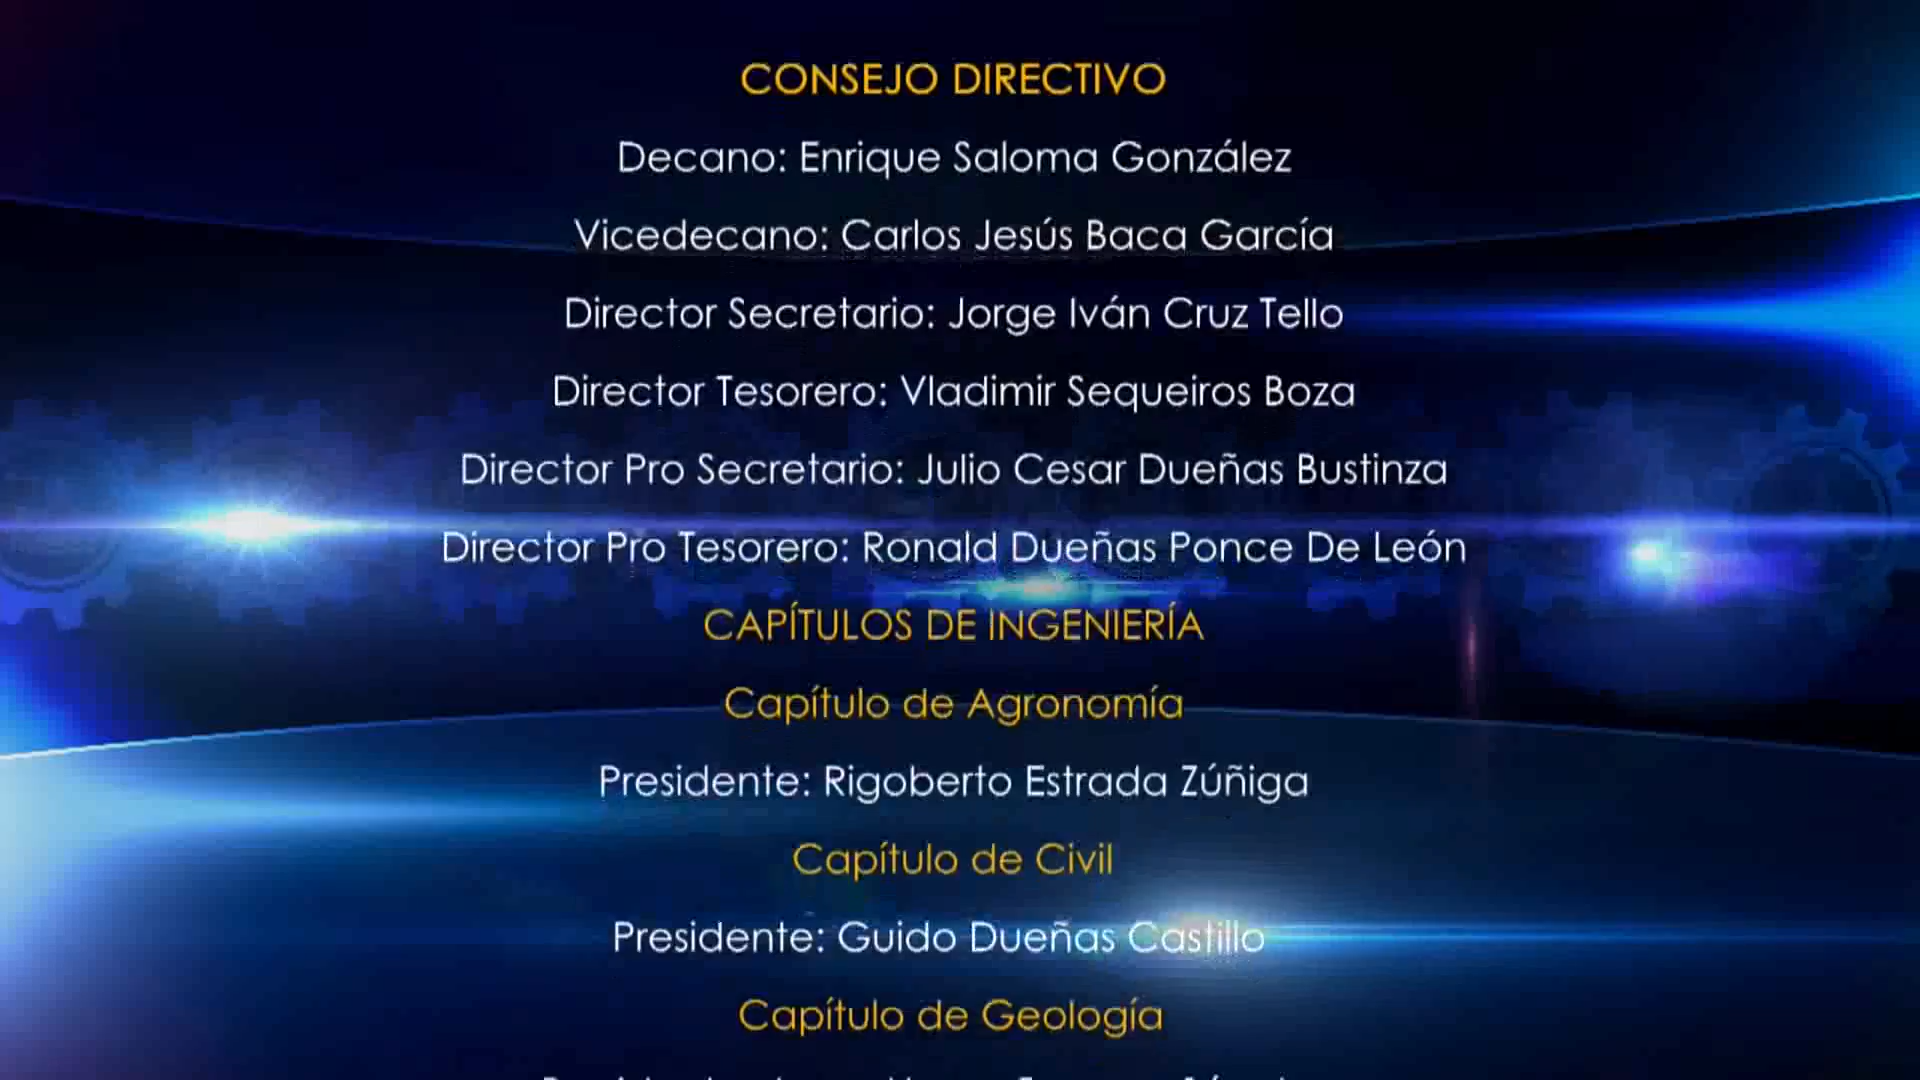 CONSEJO DIRECTIVO
Decano: Enrique Saloma González
Vicedecano: Carlos Jesús Baca García
Director Secretario: Jorge Iván Cruz Tello
Director Tesorero: Vladimir Sequeiros Boza
Director Pro Secretario: Julio Cesar Dueñas Bustinza
Director Pro Tesorero: Ronald Dueñas Ponce De León
CAPÍTULOS DE INGENIERÍA
Capítulo de Agronomía
Presidente: Rigoberto Estrada Zúñiga
Capítulo de Civil
Presidente: Guido Dueñas Castillo
Capítulo de Geología